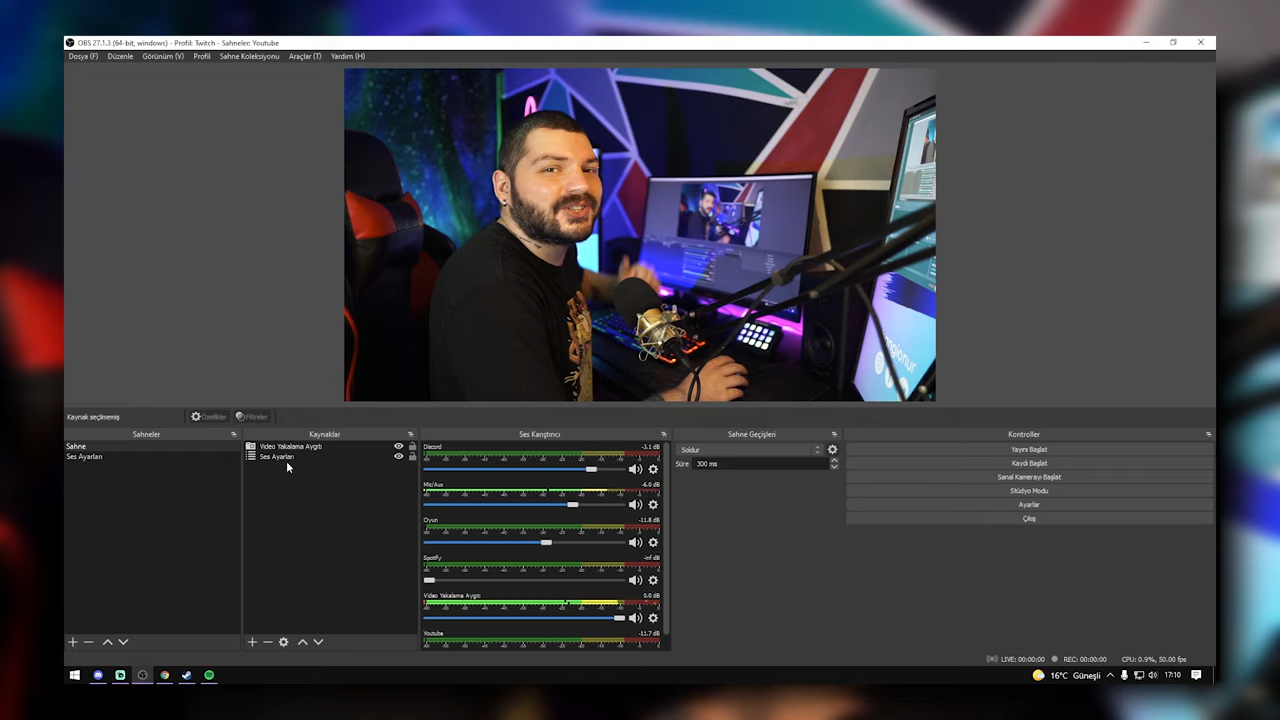 OBS 27.1.3 (64-bit, windows) - Profil: Twitch - Sahneler: Youtube
Dosya (F) Düzenle Görünüm (V) Profil Sahne Koleksiyonu Araçlar (T) Yardım (H)
Kaynak seçilmemiş Özellikler Filtreler
Sahneler Kaynaklar Ses Karıştırıcı Sahne Geçişleri Kontroller
Sahne
Ses Ayarları
Video Yakalama Aygıtı
Ses Ayarları
Discord -3.1 dB
Mic/Aux -6.0 dB
Oyun -11.8 dB
Spotify -inf dB
Video Yakalama Aygıtı 0.0 dB
Youtube -11.7 dB
Soldur
Süre 300 ms
Yayını Başlat
Kaydı Başlat
Sanal Kamerayı Başlat
Stüdyo Modu
Ayarlar
Çıkış
LIVE: 00:00:00 REC: 00:00:00 CPU: 0.9%, 50.00 fps
16°C Güneşli 17:10